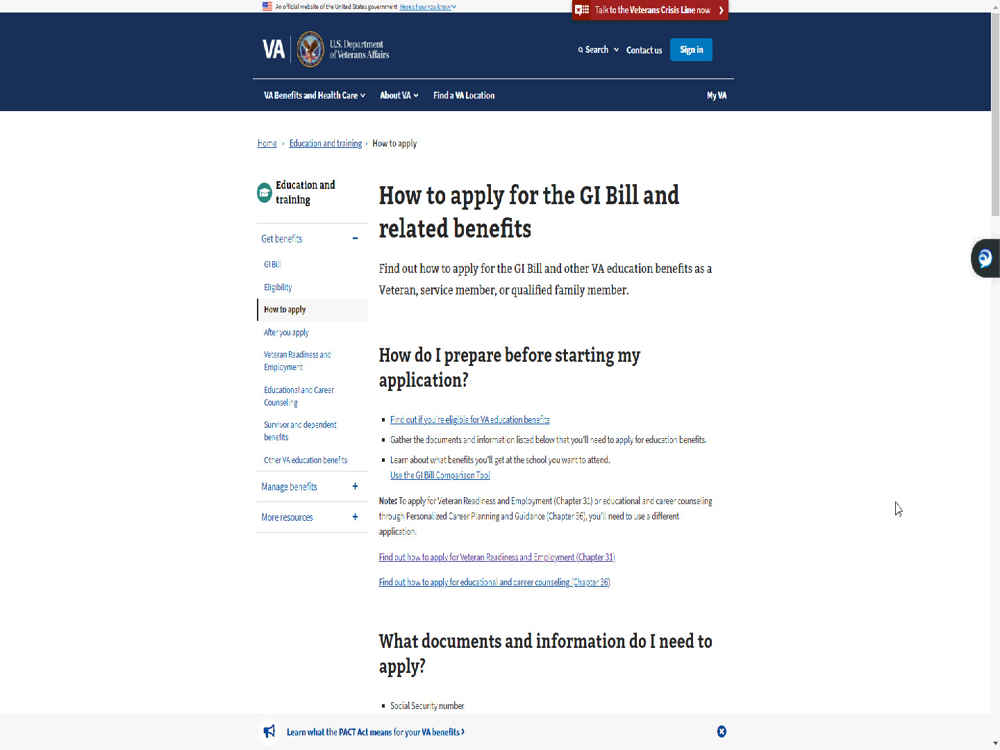 An official website of the United States government Here's how you know
Talk to the Veterans Crisis Line now
VA
U.S. Department
of Veterans Affairs
Search
Contact us
Sign in
VA Benefits and Health Care
About VA
Find a VA Location
My VA
Home › Education and training › How to apply
Education and
training
Get benefits
GI Bill
Eligibility
How to apply
After you apply
Veteran Readiness and
Employment
Educational and Career
Counseling
Survivor and dependent
benefits
Other VA education benefits
Manage benefits
More resources
How to apply for the GI Bill and
related benefits
Find out how to apply for the GI Bill and other VA education benefits as a
Veteran, service member, or qualified family member.
How do I prepare before starting my
application?
Find out if you’re eligible for VA education benefits
Gather the documents and information listed below that you’ll need to apply for education benefits.
Learn about what benefits you’ll get at the school you want to attend.
Use the GI Bill Comparison Tool
Note: To apply for Veteran Readiness and Employment (Chapter 31) or educational and career counseling
through Personalized Career Planning and Guidance (Chapter 36), you’ll need to use a different
application.
Find out how to apply for Veteran Readiness and Employment (Chapter 31)
Find out how to apply for educational and career counseling (Chapter 36)
What documents and information do I need to
apply?
Social Security number
Learn what the PACT Act means for your VA benefits